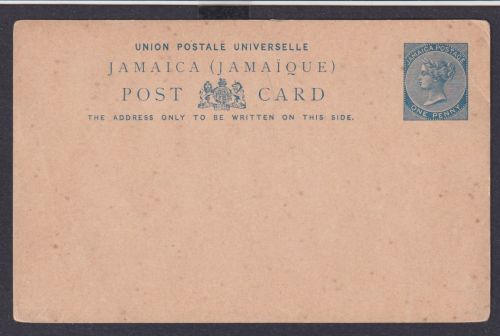 UNION POSTALE UNIVERSELLE
JAMAICA (JAMAÏQUE)
POST CARD
THE ADDRESS ONLY TO BE WRITTEN ON THIS SIDE.
JAMAICA POSTAGE
ONE PENNY